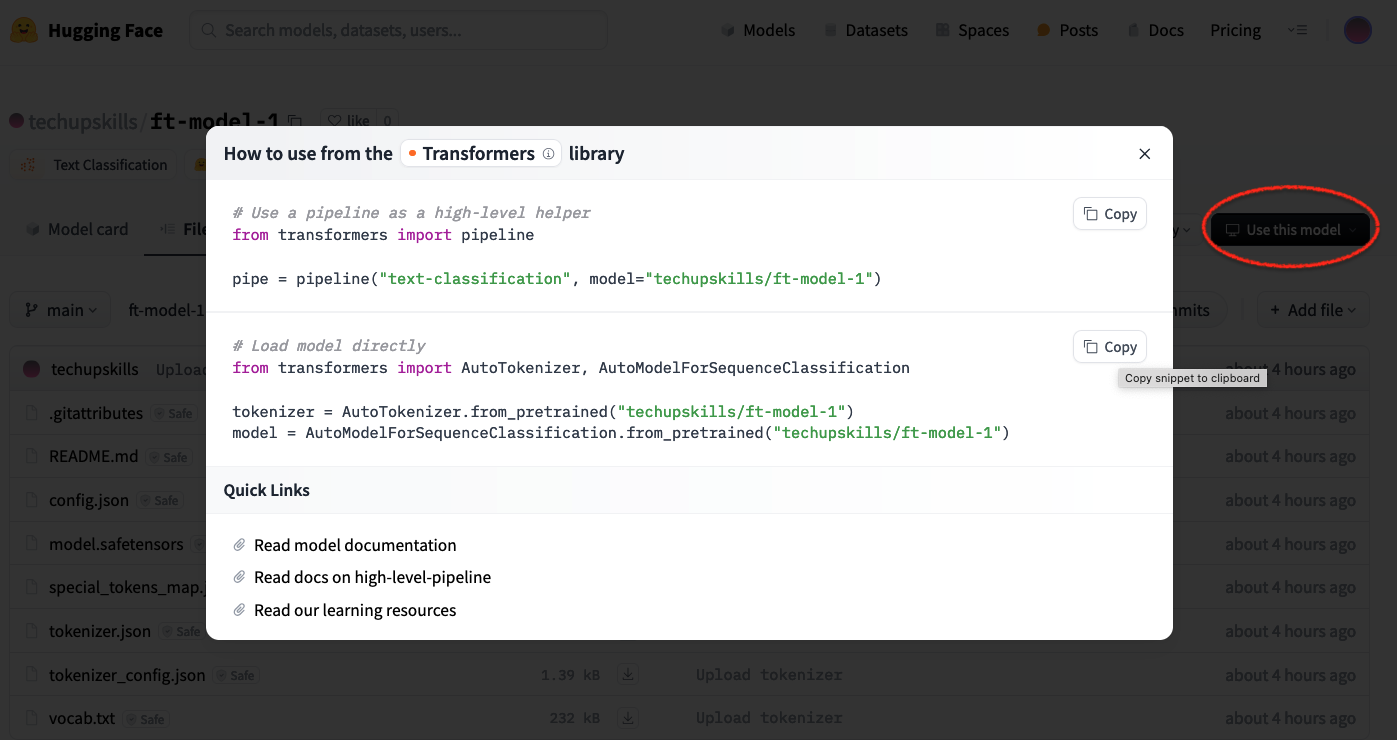 Hugging Face
Search models, datasets, users...
Models
Datasets
Spaces
Posts
Docs
Pricing
techupskills/ft-model-1
like 0
Text Classification
Model card
File
Use this model
main
ft-model-1
mmits
+ Add file
How to use from the Transformers library
# Use a pipeline as a high-level helper
from transformers import pipeline
pipe = pipeline("text-classification", model="techupskills/ft-model-1")
Copy
# Load model directly
from transformers import AutoTokenizer, AutoModelForSequenceClassification
tokenizer = AutoTokenizer.from_pretrained("techupskills/ft-model-1")
model = AutoModelForSequenceClassification.from_pretrained("techupskills/ft-model-1")
Copy
Copy snippet to clipboard
Quick Links
Read model documentation
Read docs on high-level-pipeline
Read our learning resources
techupskills Upload about 4 hours ago
.gitattributes Safe about 4 hours ago
README.md Safe about 4 hours ago
config.json Safe about 4 hours ago
model.safetensors about 4 hours ago
special_tokens_map. about 4 hours ago
tokenizer.json Safe about 4 hours ago
tokenizer_config.json Safe 1.39 kB Upload tokenizer about 4 hours ago
vocab.txt Safe 232 kB Upload tokenizer about 4 hours ago